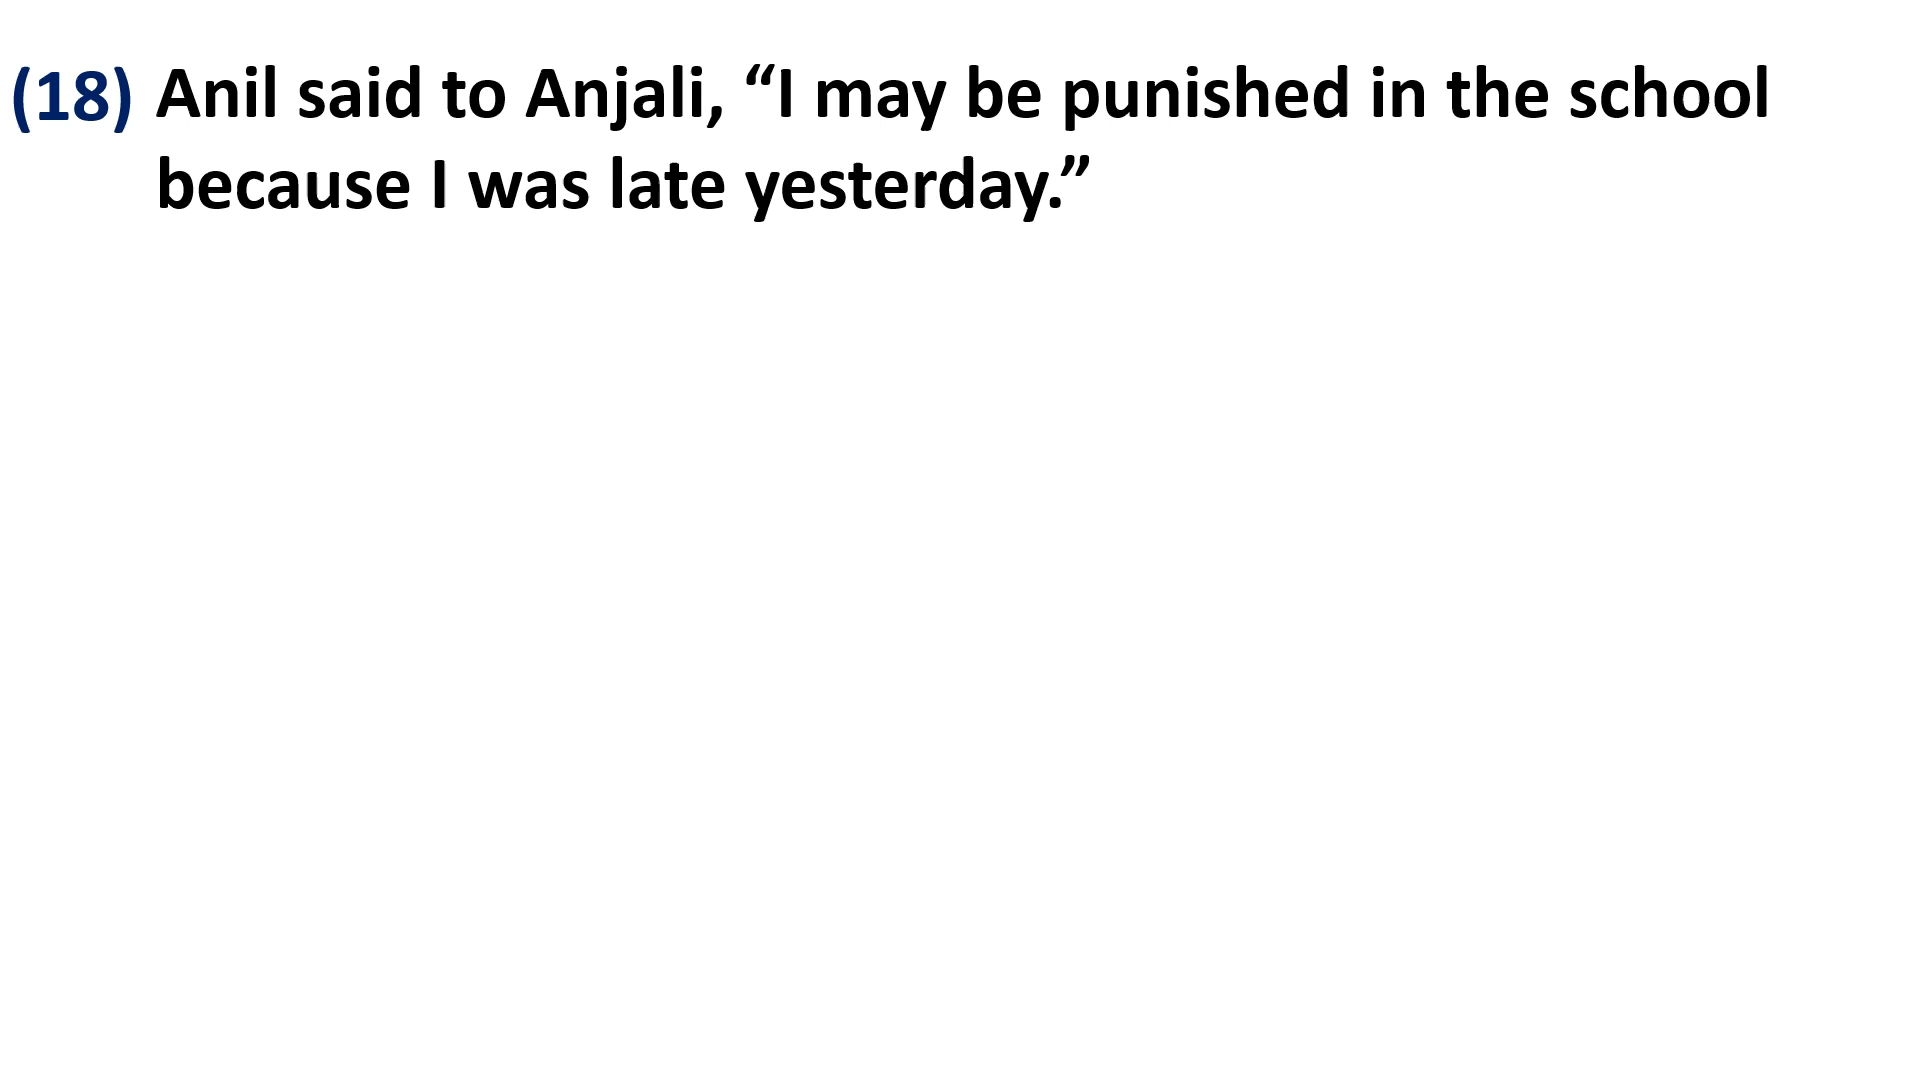 (18) Anil said to Anjali, “I may be punished in the school
because I was late yesterday.”